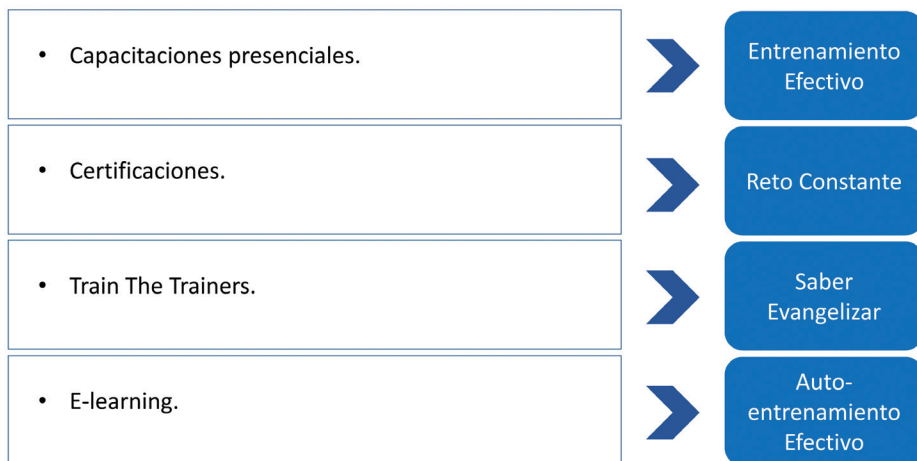 • Capacitaciones presenciales.
Entrenamiento
Efectivo
• Certificaciones.
Reto Constante
• Train The Trainers.
Saber
Evangelizar
• E-learning.
Auto-
entrenamiento
Efectivo